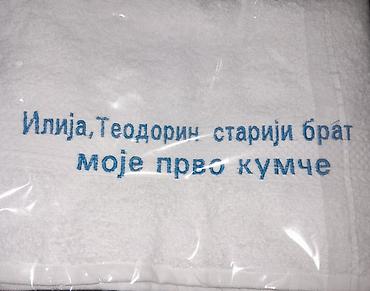 Илија, Теодорин старији брат
моје прво кумче